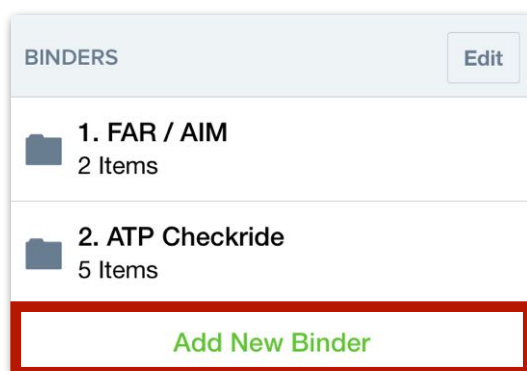 BINDERS Edit
1. FAR / AIM
2 Items
2. ATP Checkride
5 Items
Add New Binder